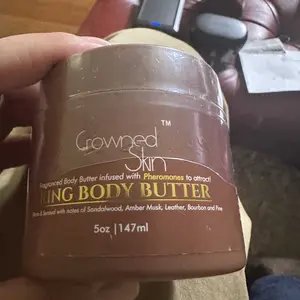 Crowned ™
Skin
Fragranced Body Butter infused with Pheromones to attract!
KING BODY BUTTER
& Sensual with notes of Sandalwood, Amber Musk, Leather, Bourbon and Pine
5oz | 147ml